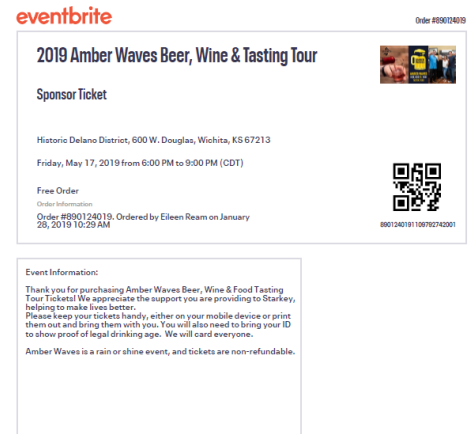 eventbrite
Order #890124019
2019 Amber Waves Beer, Wine & Tasting Tour
Sponsor Ticket
Historic Delano District, 600 W. Douglas, Wichita, KS 67213
Friday, May 17, 2019 from 6:00 PM to 9:00 PM (CDT)
Free Order
Order Information
Order #890124019. Ordered by Eileen Ream on January
28, 2019 10:29 AM
8901240191109792742001
Event Information:
Thank you for purchasing Amber Waves Beer, Wine & Food Tasting
Tour Tickets! We appreciate the support you are providing to Starkey,
helping to make lives better.
Please keep your tickets handy, either on your mobile device or print
them out and bring them with you. You will also need to bring your ID
to show proof of legal drinking age. We will card everyone.
Amber Waves is a rain or shine event, and tickets are non-refundable.